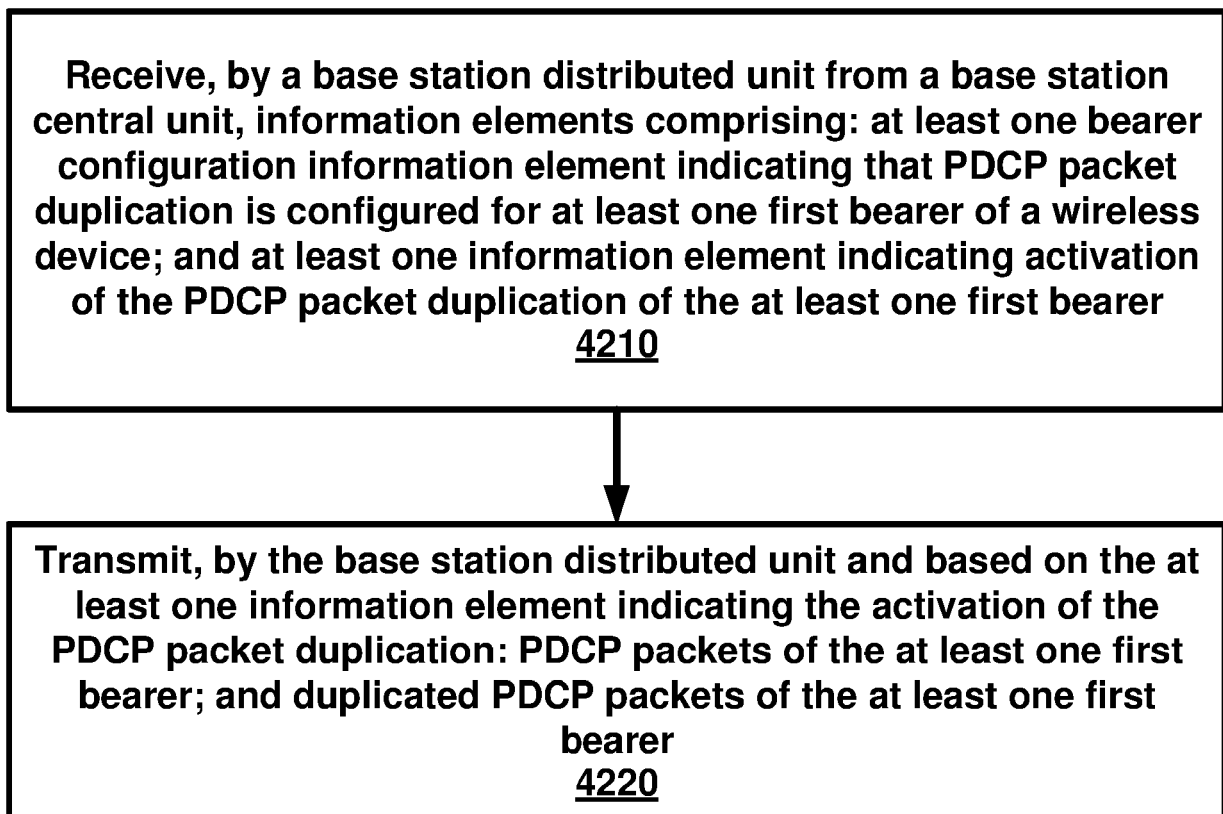 Receive, by a base station distributed unit from a base station
central unit, information elements comprising: at least one bearer
configuration information element indicating that PDCP packet
duplication is configured for at least one first bearer of a wireless
device; and at least one information element indicating activation
of the PDCP packet duplication of the at least one first bearer
4210
Transmit, by the base station distributed unit and based on the at
least one information element indicating the activation of the
PDCP packet duplication: PDCP packets of the at least one first
bearer; and duplicated PDCP packets of the at least one first
bearer
4220